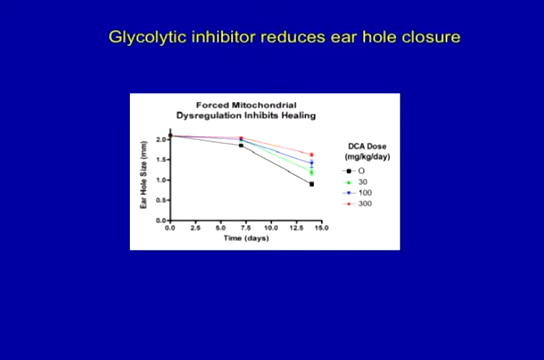 Glycolytic inhibitor reduces ear hole closure
Forced Mitochondrial
Dysregulation Inhibits Healing
Ear Hole Size (mm)
2.0
1.5
1.0
0.5
0.0
0.0 2.5 5.0 7.5 10.0 12.5 15.0
Time (days)
DCA Dose
(mg/kg/day)
O
30
100
300